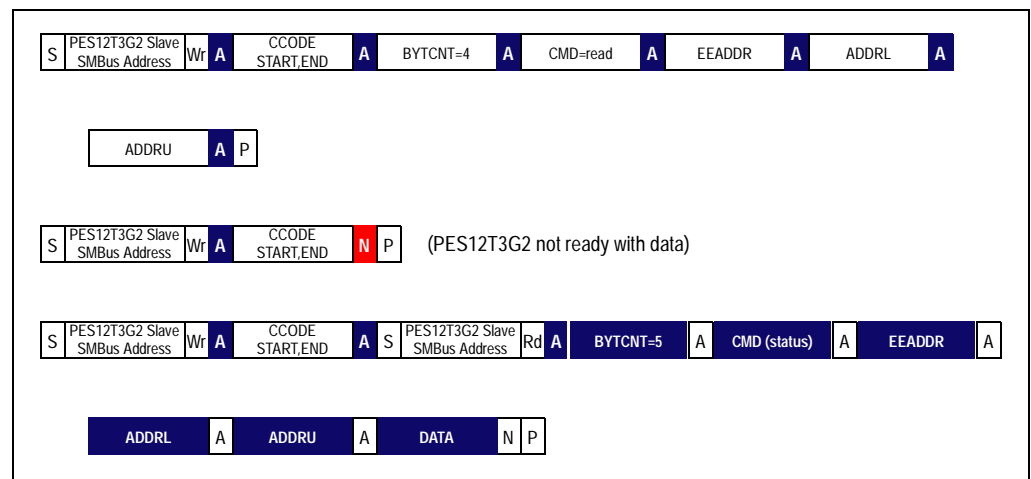 S PES12T3G2 Slave SMBus Address Wr A CCODE START,END A BYTCNT=4 A CMD=read A EEADDR A ADDRL A
ADDRU A P
S PES12T3G2 Slave SMBus Address Wr A CCODE START,END N P (PES12T3G2 not ready with data)
S PES12T3G2 Slave SMBus Address Wr A CCODE START,END A S PES12T3G2 Slave SMBus Address Rd A BYTCNT=5 A CMD (status) A EEADDR A
ADDRL A ADDRU A DATA N P